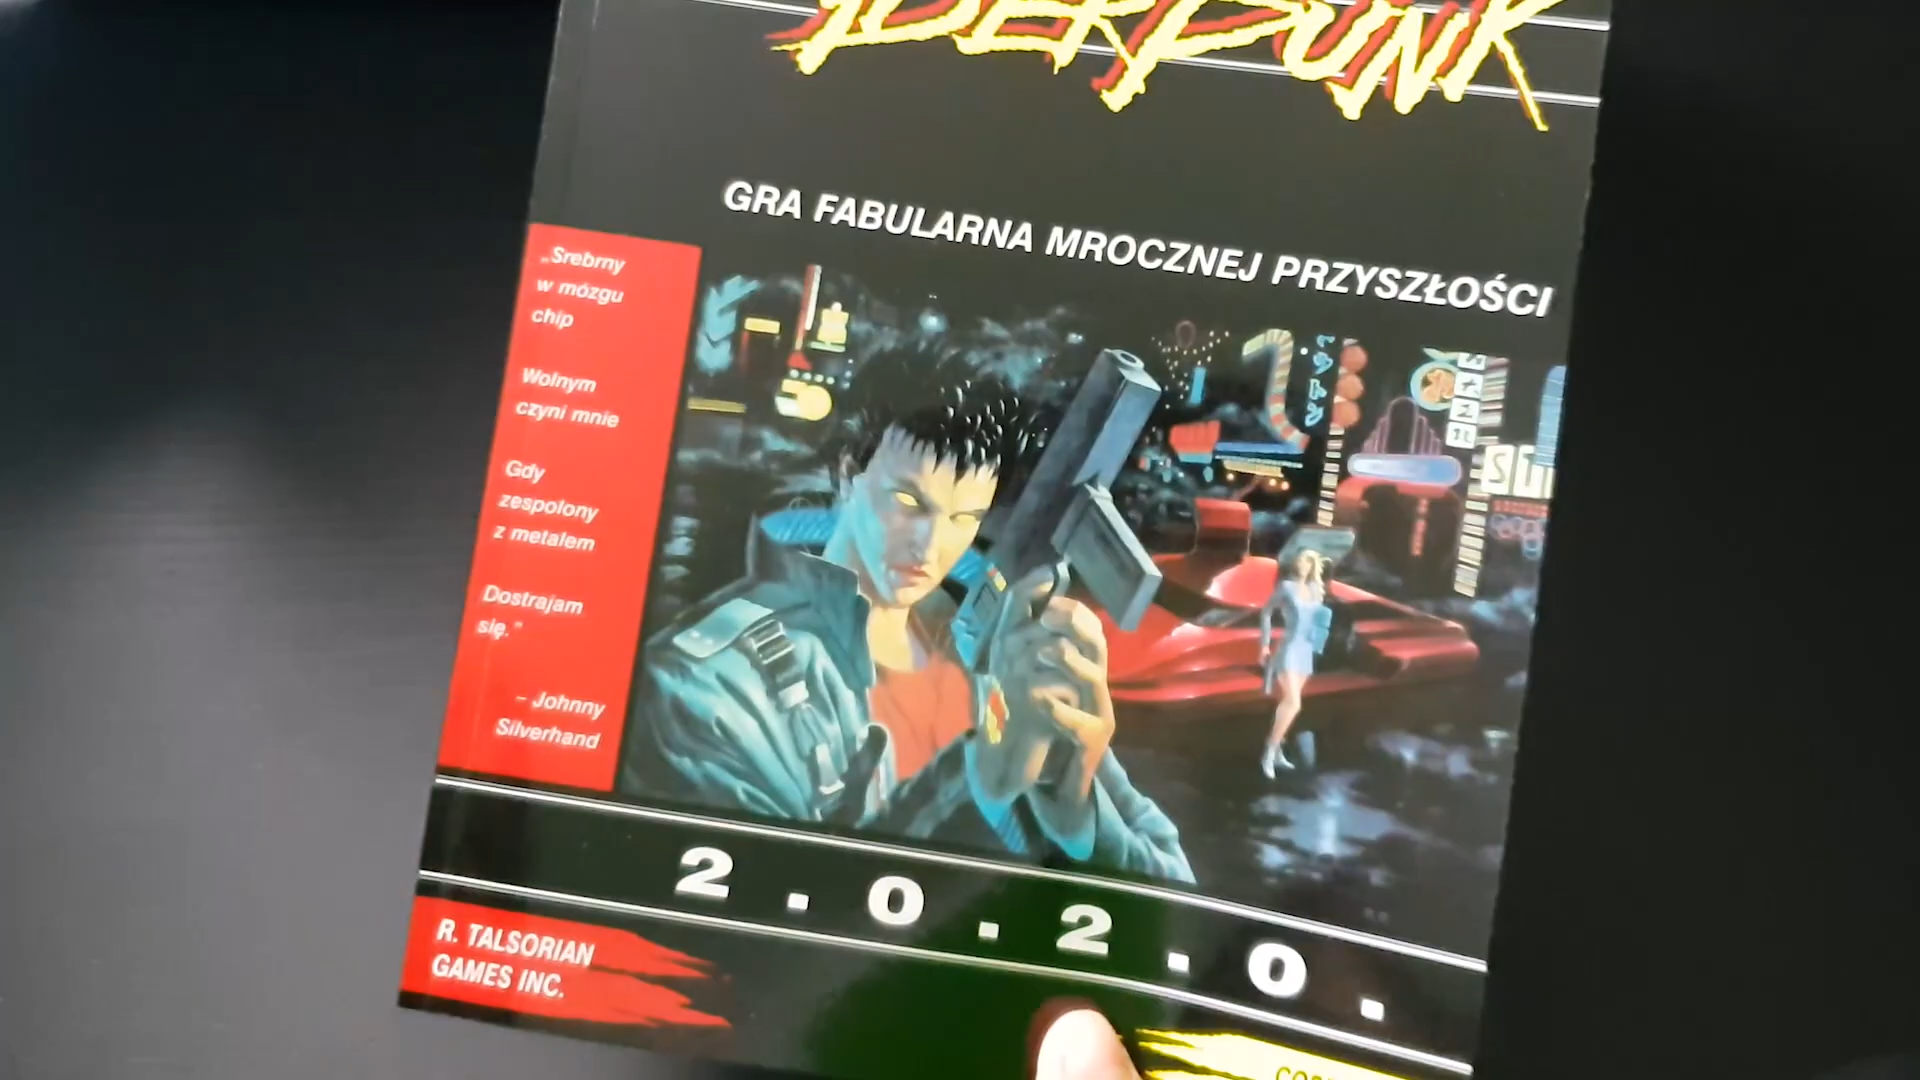 YBERPUNK
GRA FABULARNA MROCZNEJ PRZYSZŁOŚCI
„Srebrny
w mózgu
chip
Wolnym
czyni mnie
Gdy
zespolony
z metalem
Dostrajam
się."
– Johnny
Silverhand
2.0.2.0.
R. TALSORIAN
GAMES INC.